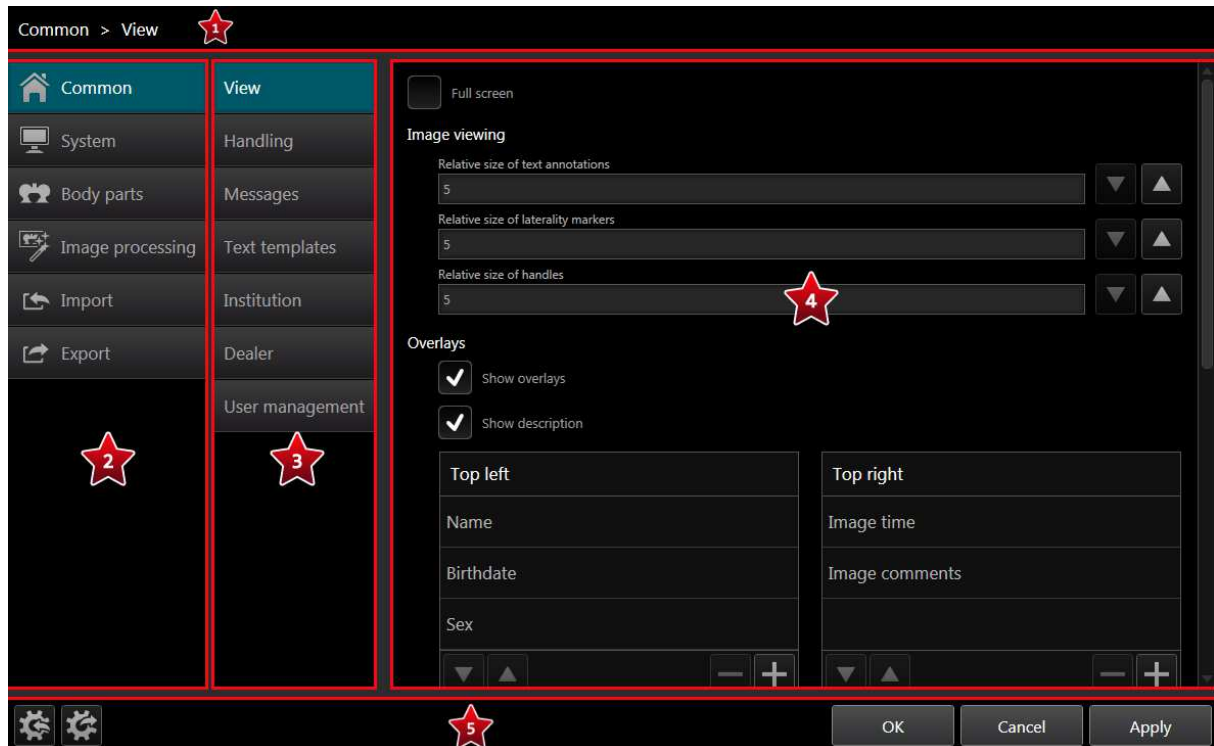 Common > View
1
Common
System
Body parts
Image processing
Import
Export
2
View
Handling
Messages
Text templates
Institution
Dealer
User management
3
Full screen
Image viewing
Relative size of text annotations
5
Relative size of laterality markers
5
Relative size of handles
5
4
Overlays
Show overlays
Show description
Top left
Name
Birthdate
Sex
Top right
Image time
Image comments
5
OK Cancel Apply